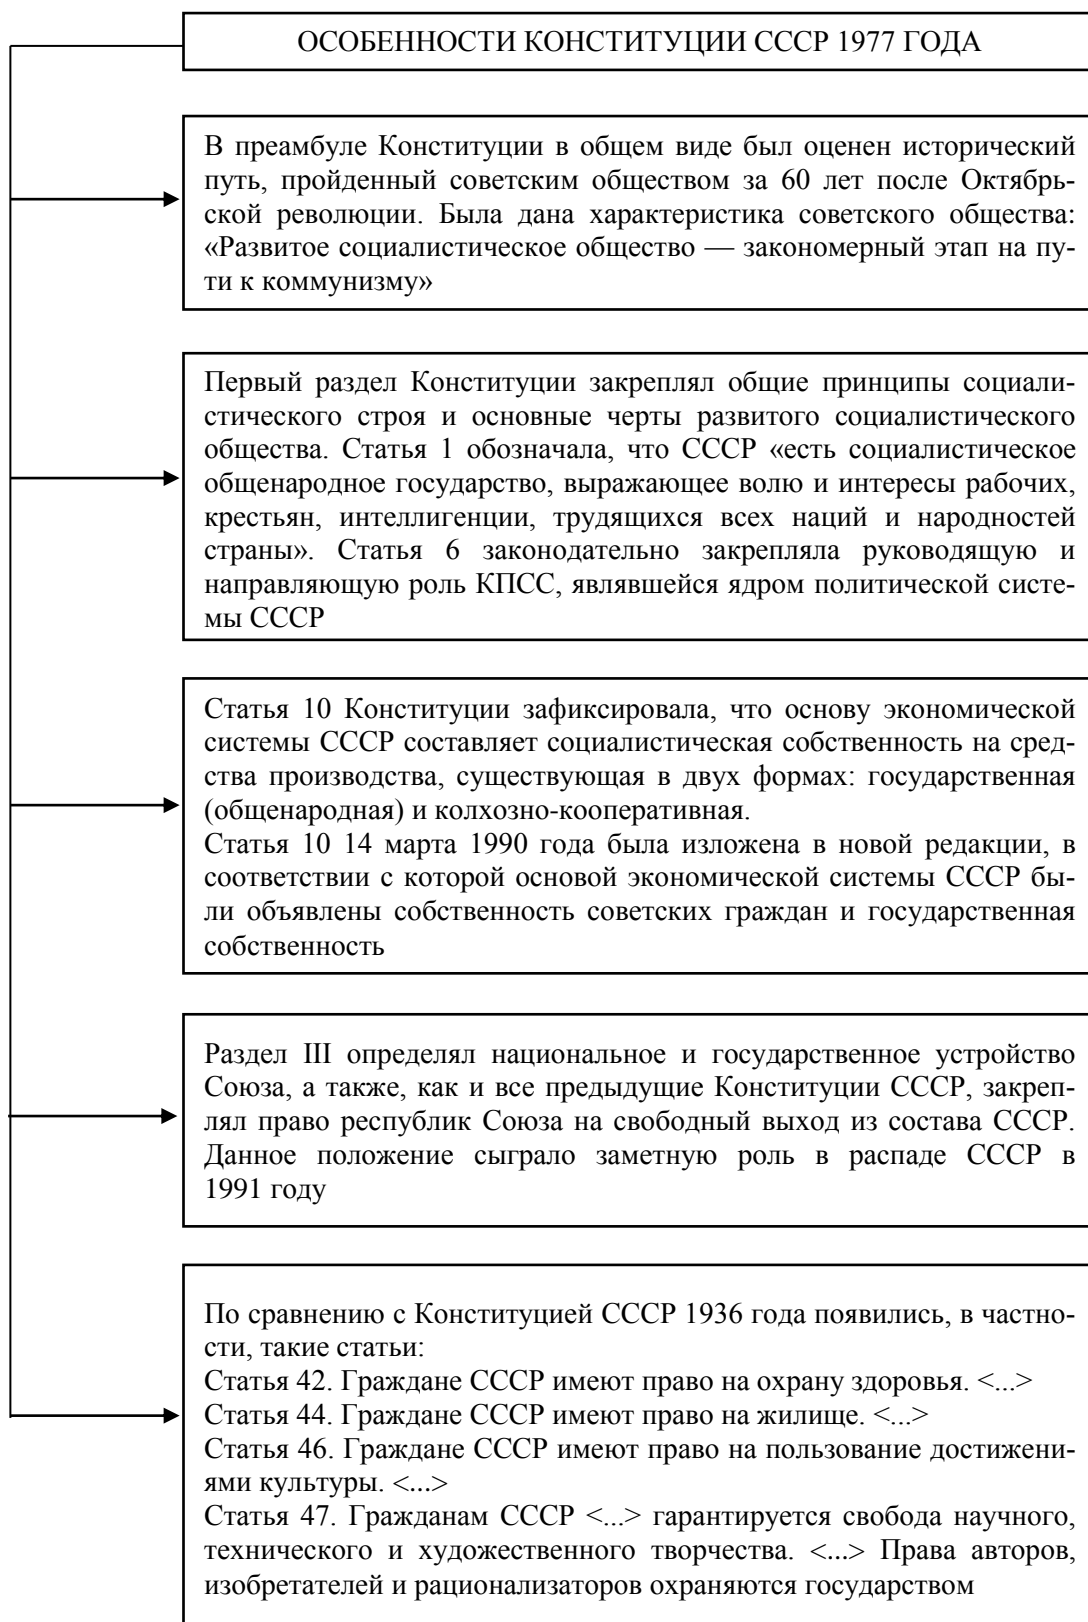 ОСОБЕННОСТИ КОНСТИТУЦИИ СССР 1977 ГОДА
В преамбуле Конституции в общем виде был оценен исторический
путь, пройденный советским обществом за 60 лет после Октябрь-
ской революции. Была дана характеристика советского общества:
«Развитое социалистическое общество — закономерный этап на пу-
ти к коммунизму»
Первый раздел Конституции закреплял общие принципы социали-
стического строя и основные черты развитого социалистического
общества. Статья 1 обозначала, что СССР «есть социалистическое
общенародное государство, выражающее волю и интересы рабочих,
крестьян, интеллигенции, трудящихся всех наций и народностей
страны». Статья 6 законодательно закрепляла руководящую и
направляющую роль КПСС, являвшейся ядром политической систе-
мы СССР
Статья 10 Конституции зафиксировала, что основу экономической
системы СССР составляет социалистическая собственность на сред-
ства производства, существующая в двух формах: государственная
(общенародная) и колхозно-кооперативная.
Статья 10 14 марта 1990 года была изложена в новой редакции, в
соответствии с которой основой экономической системы СССР бы-
ли объявлены собственность советских граждан и государственная
собственность
Раздел III определял национальное и государственное устройство
Союза, а также, как и все предыдущие Конституции СССР, закреп-
лял право республик Союза на свободный выход из состава СССР.
Данное положение сыграло заметную роль в распаде СССР в
1991 году
По сравнению с Конституцией СССР 1936 года появились, в частно-
сти, такие статьи:
Статья 42. Граждане СССР имеют право на охрану здоровья. <...>
Статья 44. Граждане СССР имеют право на жилище. <...>
Статья 46. Граждане СССР имеют право на пользование достижени-
ями культуры. <...>
Статья 47. Гражданам СССР <...> гарантируется свобода научного,
технического и художественного творчества. <...> Права авторов,
изобретателей и рационализаторов охраняются государством